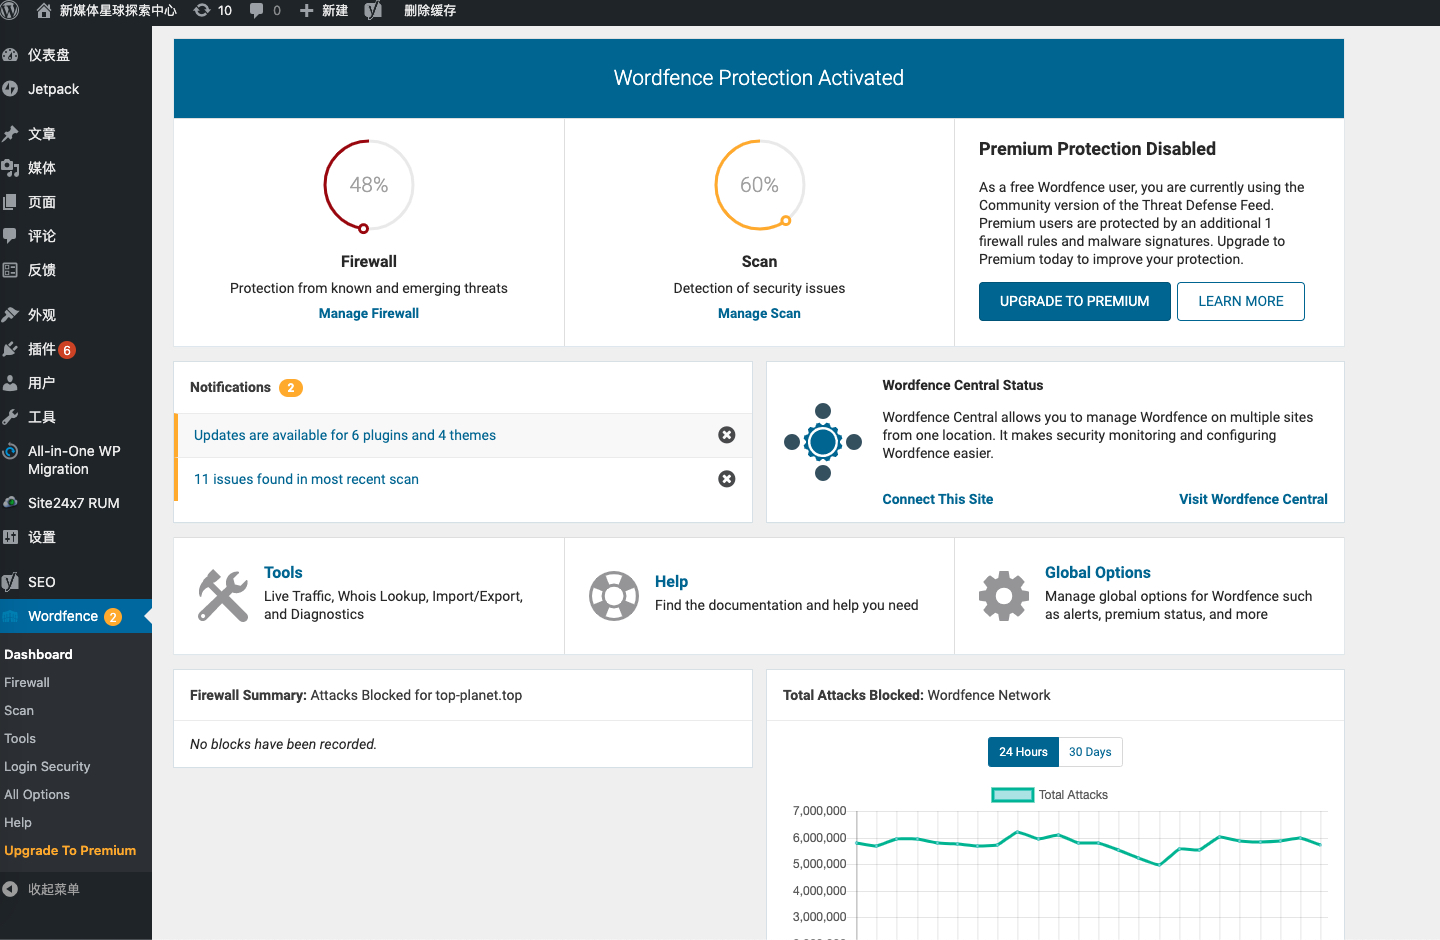 新媒体星球探索中心
10
0
新建
删除缓存
仪表盘
Jetpack
文章
媒体
页面
评论
反馈
外观
插件 6
用户
工具
All-in-One WP
Migration
Site24x7 RUM
设置
SEO
Wordfence 2
Dashboard
Firewall
Scan
Tools
Login Security
All Options
Help
Upgrade To Premium
收起菜单
Wordfence Protection Activated
48%
Firewall
Protection from known and emerging threats
Manage Firewall
60%
Scan
Detection of security issues
Manage Scan
Premium Protection Disabled
As a free Wordfence user, you are currently using the
Community version of the Threat Defense Feed.
Premium users are protected by an additional 1
firewall rules and malware signatures. Upgrade to
Premium today to improve your protection.
UPGRADE TO PREMIUM
LEARN MORE
Notifications 2
Updates are available for 6 plugins and 4 themes
11 issues found in most recent scan
Wordfence Central Status
Wordfence Central allows you to manage Wordfence on multiple sites
from one location. It makes security monitoring and configuring
Wordfence easier.
Connect This Site
Visit Wordfence Central
Tools
Live Traffic, Whois Lookup, Import/Export,
and Diagnostics
Help
Find the documentation and help you need
Global Options
Manage global options for Wordfence such
as alerts, premium status, and more
Firewall Summary: Attacks Blocked for top-planet.top
No blocks have been recorded.
Total Attacks Blocked: Wordfence Network
24 Hours
30 Days
Total Attacks
7,000,000
6,000,000
5,000,000
4,000,000
3,000,000